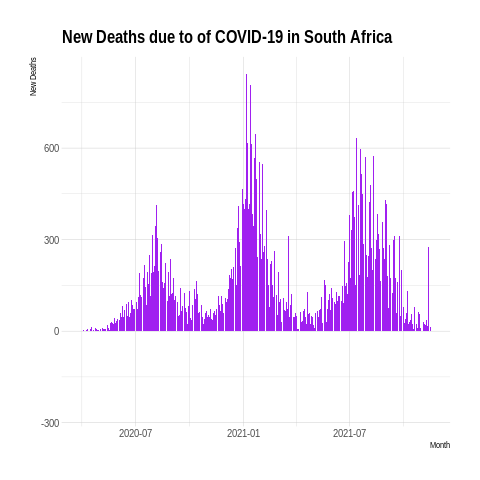 New Deaths due to of COVID-19 in South Africa
New Deaths
600
300
0
-300
2020-07 2021-01 2021-07
Month